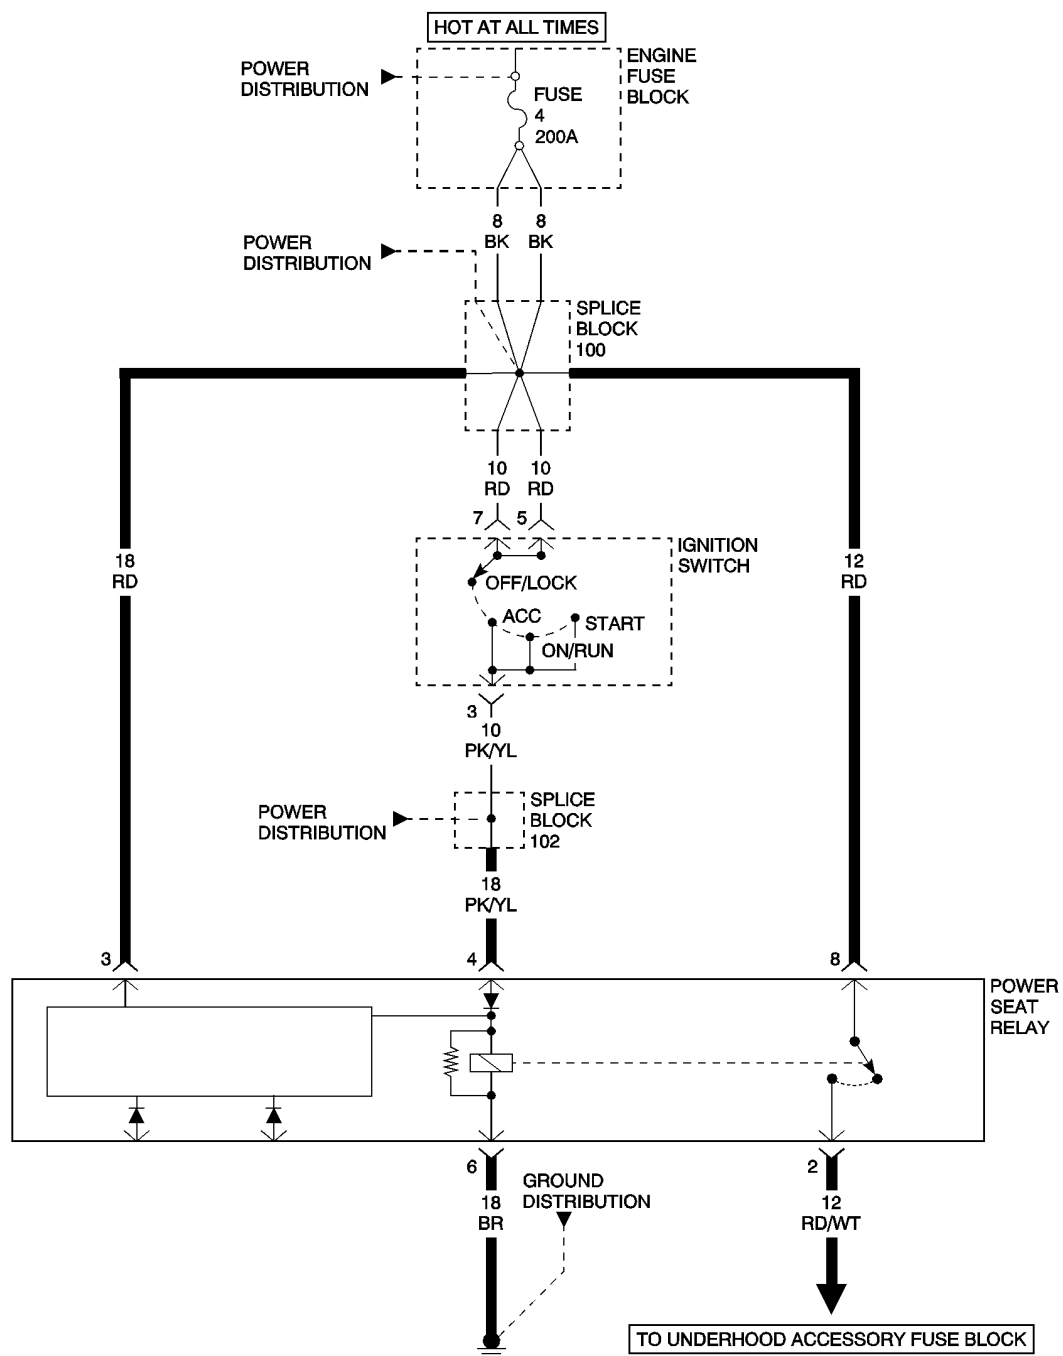 HOT AT ALL TIMES
POWER
DISTRIBUTION
ENGINE
FUSE
BLOCK
FUSE
4
200A
8
BK
8
BK
POWER
DISTRIBUTION
SPLICE
BLOCK
100
10
RD
10
RD
7
5
18
RD
12
RD
IGNITION
SWITCH
OFF/LOCK
ACC
START
ON/RUN
3
10
PK/YL
POWER
DISTRIBUTION
SPLICE
BLOCK
102
18
PK/YL
3
4
8
POWER
SEAT
RELAY
6
2
18
BR
GROUND
DISTRIBUTION
12
RD/WT
TO UNDERHOOD ACCESSORY FUSE BLOCK